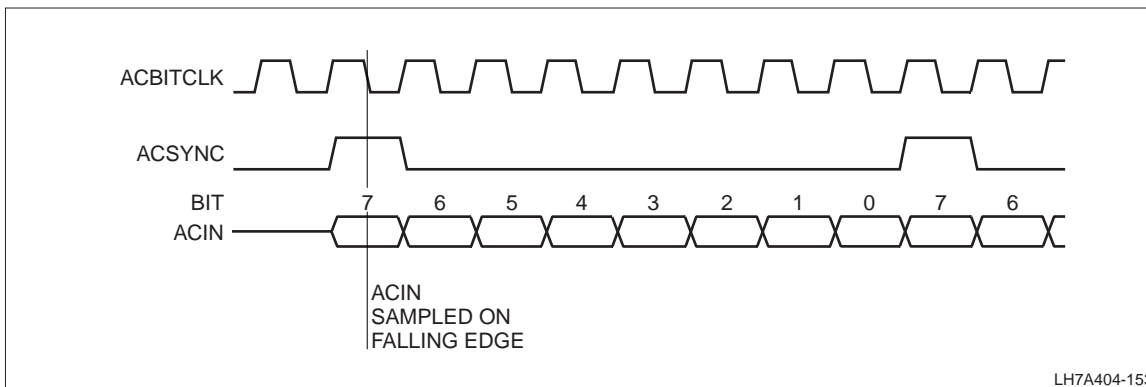 ACBITCLK
ACSYNC
BIT 7 6 5 4 3 2 1 0 7 6
ACIN
ACIN
SAMPLED ON
FALLING EDGE